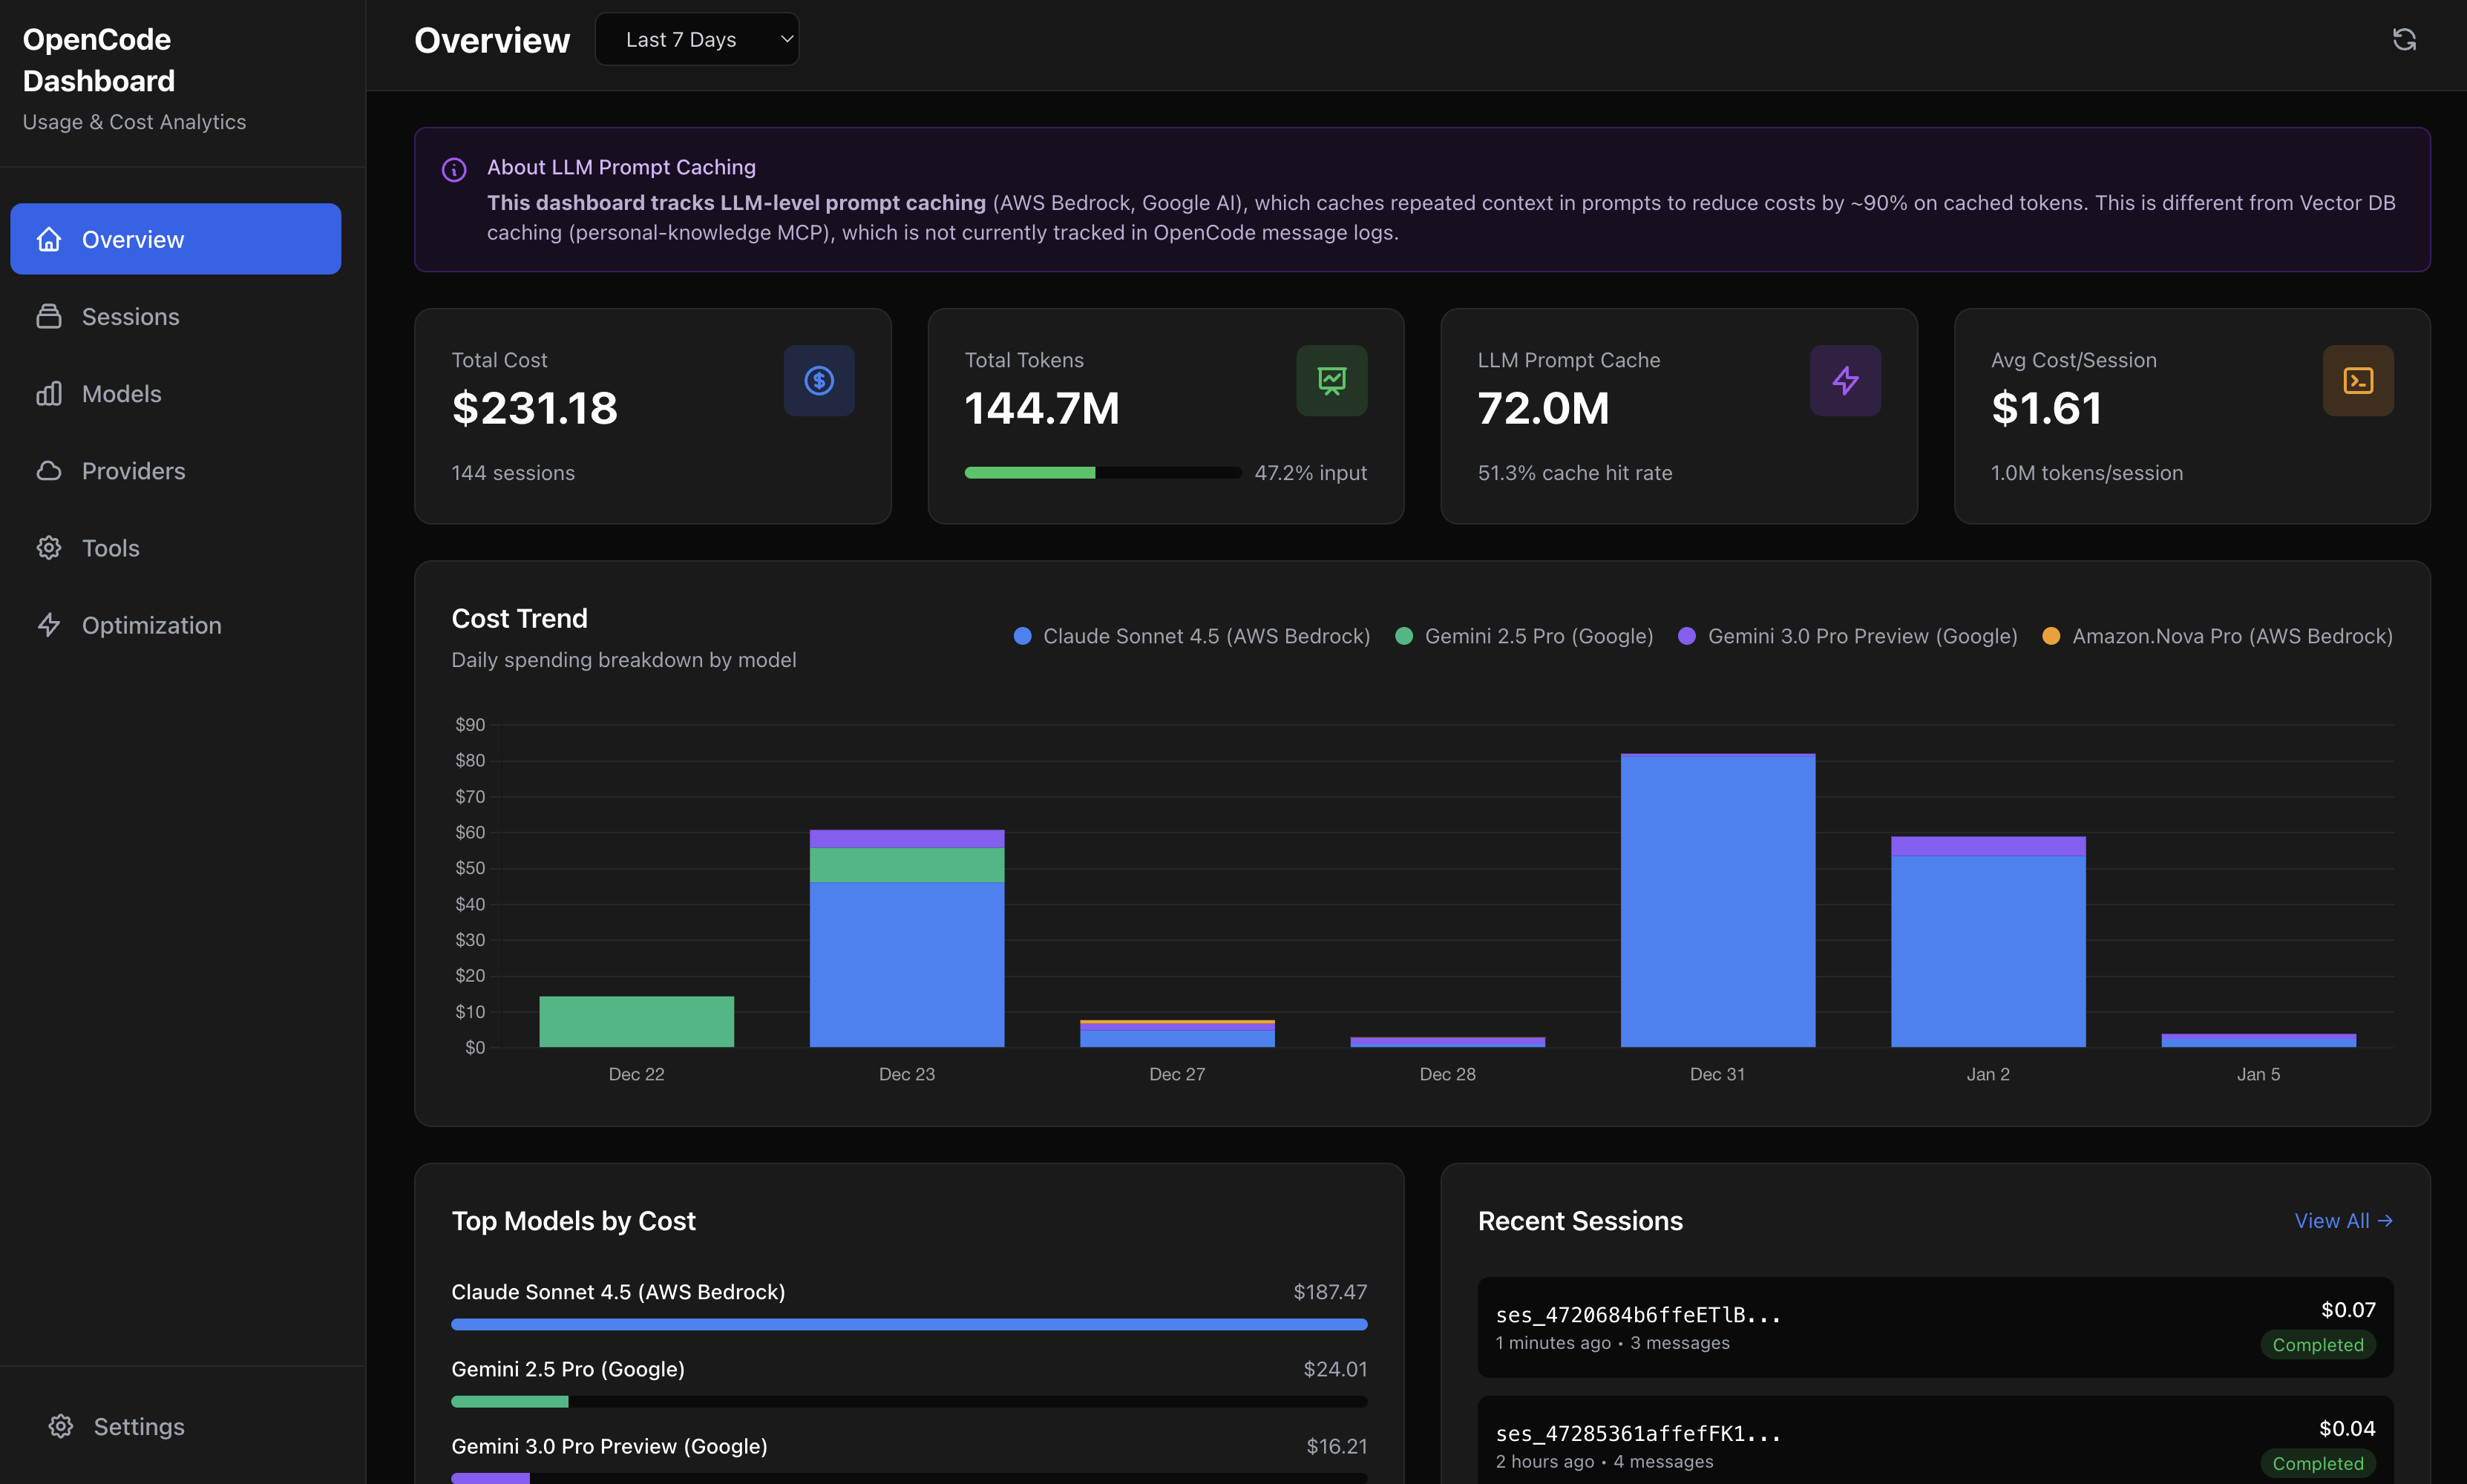 OpenCode
Dashboard
Usage & Cost Analytics
Overview
Sessions
Models
Providers
Tools
Optimization
Settings
Overview
Last 7 Days
About LLM Prompt Caching
This dashboard tracks LLM-level prompt caching (AWS Bedrock, Google AI), which caches repeated context in prompts to reduce costs by ~90% on cached tokens. This is different from Vector DB
caching (personal-knowledge MCP), which is not currently tracked in OpenCode message logs.
Total Cost
$231.18
144 sessions
Total Tokens
144.7M
47.2% input
LLM Prompt Cache
72.0M
51.3% cache hit rate
Avg Cost/Session
$1.61
1.0M tokens/session
Cost Trend
Daily spending breakdown by model
Claude Sonnet 4.5 (AWS Bedrock)
Gemini 2.5 Pro (Google)
Gemini 3.0 Pro Preview (Google)
Amazon.Nova Pro (AWS Bedrock)
$90
$80
$70
$60
$50
$40
$30
$20
$10
$0
Dec 22
Dec 23
Dec 27
Dec 28
Dec 31
Jan 2
Jan 5
Top Models by Cost
Claude Sonnet 4.5 (AWS Bedrock)
$187.47
Gemini 2.5 Pro (Google)
$24.01
Gemini 3.0 Pro Preview (Google)
$16.21
Recent Sessions
View All →
ses_4720684b6ffeETlB...
$0.07
1 minutes ago • 3 messages
Completed
ses_47285361affefFK1...
$0.04
2 hours ago • 4 messages
Completed